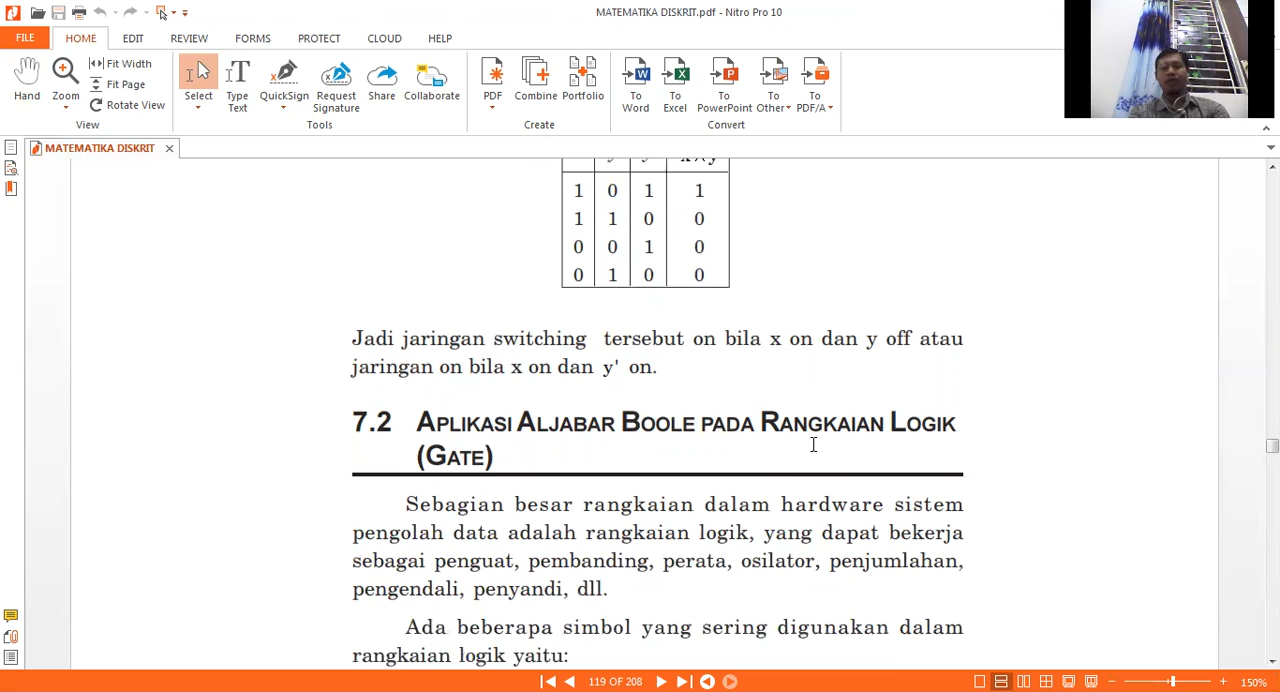 MATEMATIKA DISKRIT.pdf - Nitro Pro 10
FILE HOME EDIT REVIEW FORMS PROTECT CLOUD HELP
Hand Zoom Fit Width Fit Page Rotate View
View
Select Type Text QuickSign Request Signature Share Collaborate
Tools
PDF Combine Portfolio
Create
To Word To Excel To PowerPoint To Other To PDF/A
Convert
MATEMATIKA DISKRIT
1 0 1 1
1 1 0 0
0 0 1 0
0 1 0 0
Jadi jaringan switching tersebut on bila x on dan y off atau
jaringan on bila x on dan y' on.
7.2 APLIKASI ALJABAR BOOLE PADA RANGKAIAN LOGIK
(GATE)
Sebagian besar rangkaian dalam hardware sistem
pengolah data adalah rangkaian logik, yang dapat bekerja
sebagai penguat, pembanding, perata, osilator, penjumlahan,
pengendali, penyandi, dll.
Ada beberapa simbol yang sering digunakan dalam
rangkaian logik yaitu:
119 OF 208
150%